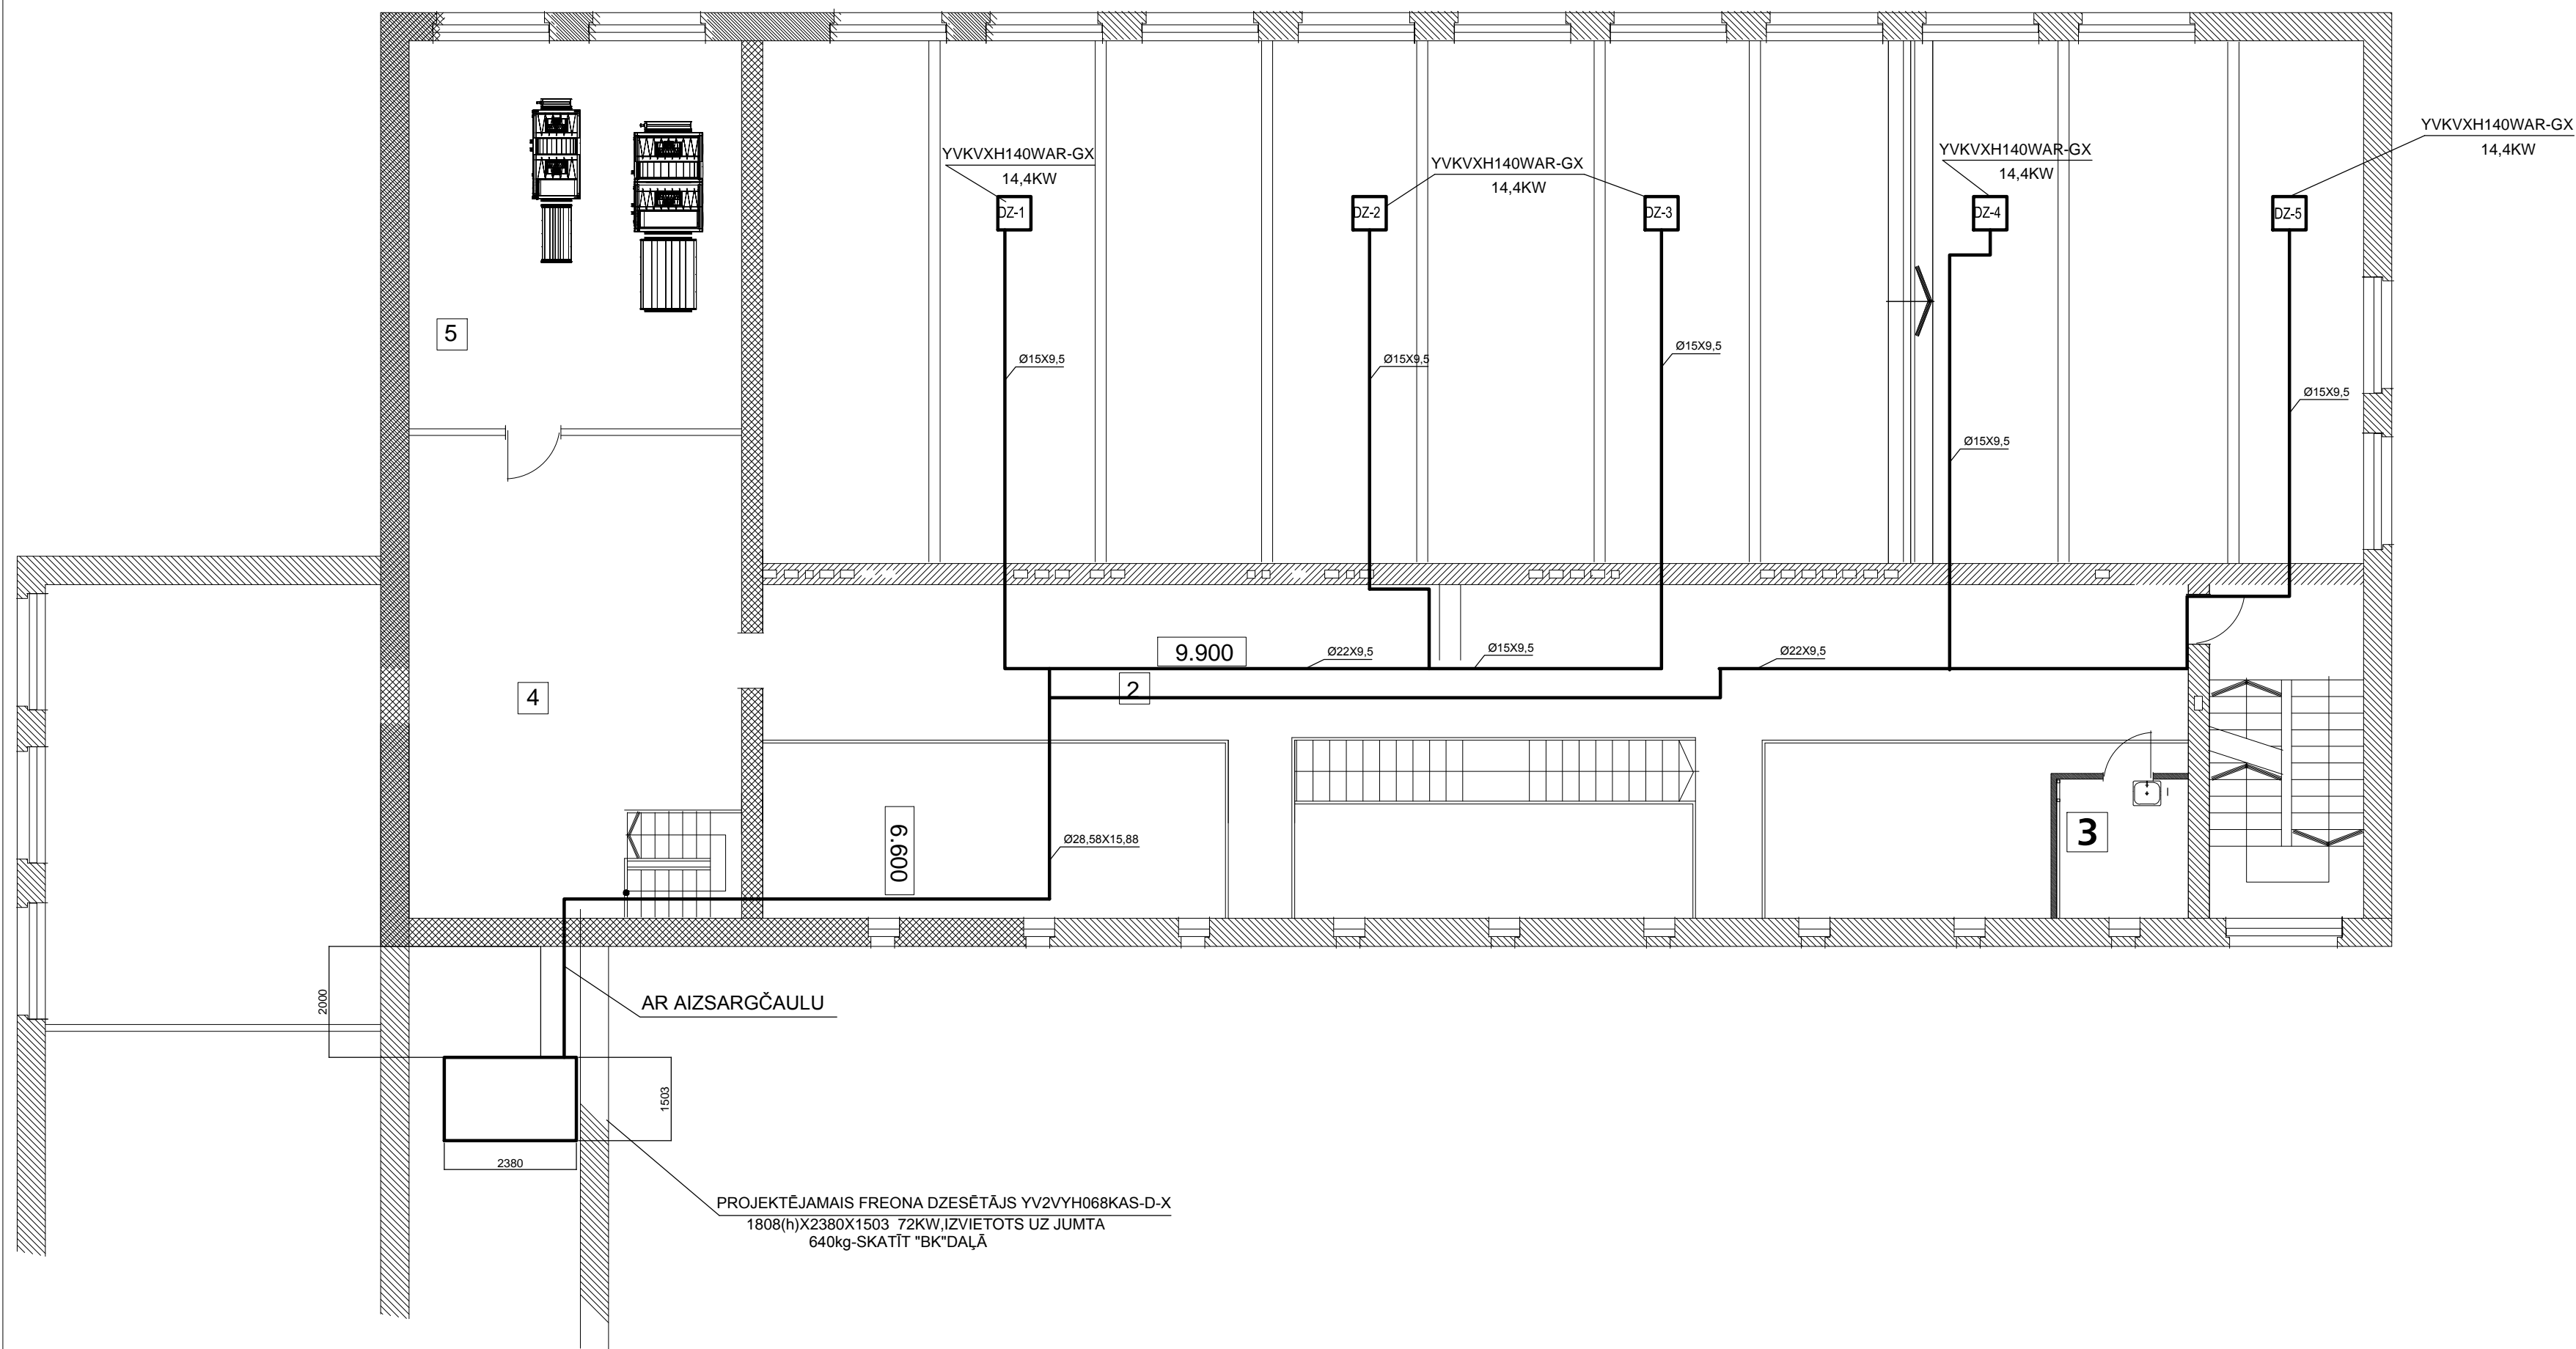 YVKVXH140WAR-GX
14,4KW
YVKVXH140WAR-GX
14,4KW
YVKVXH140WAR-GX
14,4KW
YVKVXH140WAR-GX
14,4KW
DZ-1
DZ-2
DZ-3
DZ-4
DZ-5
5
Ø15X9,5
Ø15X9,5
Ø15X9,5
Ø15X9,5
Ø15X9,5
9.900
Ø22X9,5
Ø15X9,5
Ø22X9,5
4
2
6.600
Ø28,58X15,88
3
2000
AR AIZSARGČAULU
1503
2380
PROJEKTĒJAMAIS FREONA DZESĒTĀJS YV2VYH068KAS-D-X
1808(h)X2380X1503 72KW,IZVIETOTS UZ JUMTA
640kg-SKATĪT "BK"DAĻĀ